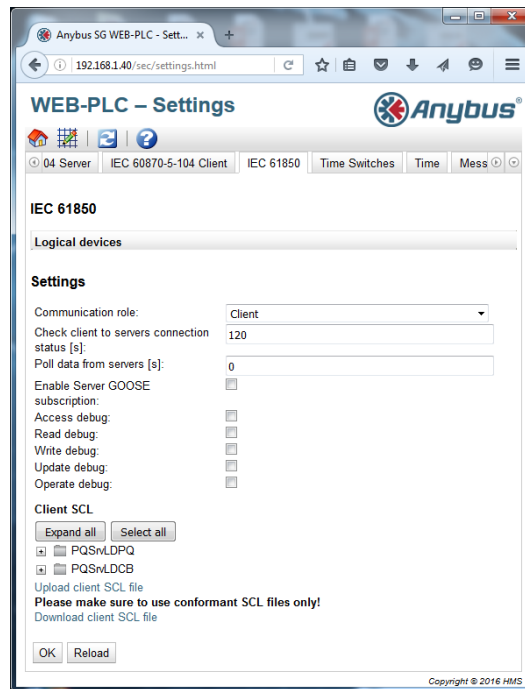 Anybus SG WEB-PLC - Sett...
192.168.1.40/sec/settings.html
WEB-PLC – Settings
Anybus®
04 Server
IEC 60870-5-104 Client
IEC 61850
Time Switches
Time
Mess
IEC 61850
Logical devices
Settings
Communication role:
Client
Check client to servers connection
status [s]:
120
Poll data from servers [s]:
0
Enable Server GOOSE
subscription:
Access debug:
Read debug:
Write debug:
Update debug:
Operate debug:
Client SCL
Expand all
Select all
PQSrvLDPQ
PQSrvLDCB
Upload client SCL file
Please make sure to use conformant SCL files only!
Download client SCL file
OK
Reload
Copyright © 2016 HMS